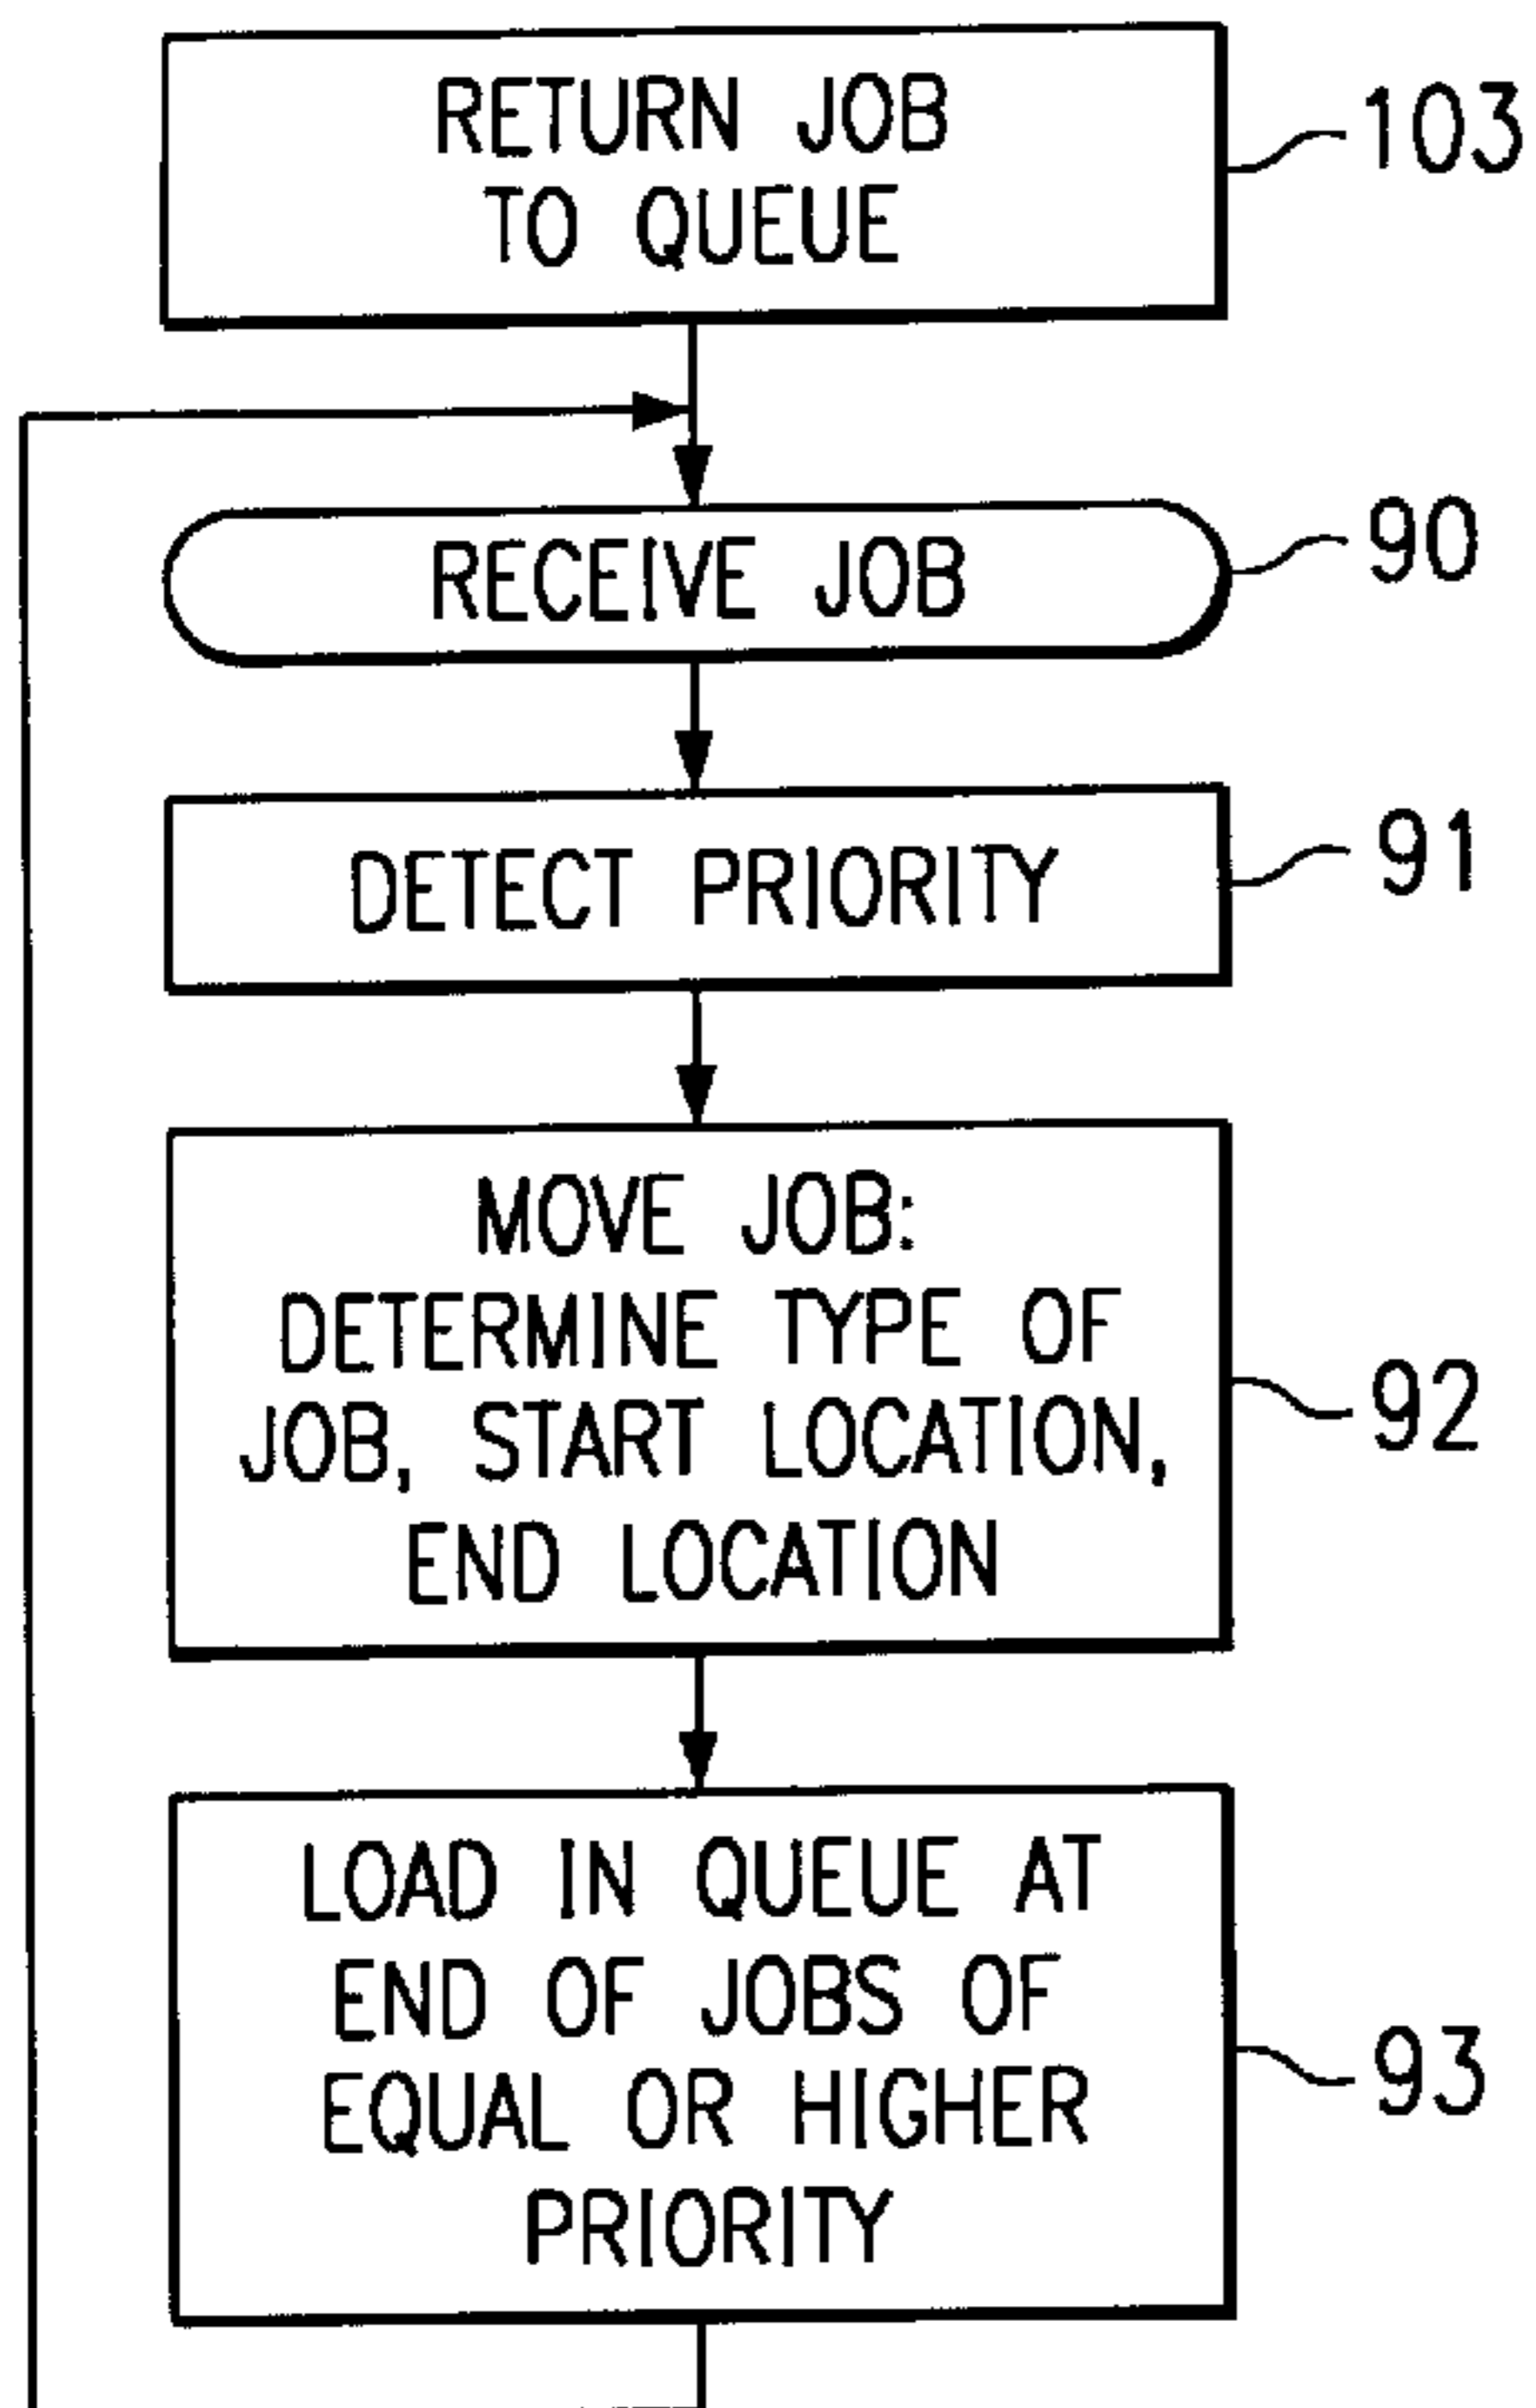 RETURN JOB
TO QUEUE
103
RECEIVE JOB
90
DETECT PRIORITY
91
MOVE JOB:
DETERMINE TYPE OF
JOB, START LOCATION,
END LOCATION
92
LOAD IN QUEUE AT
END OF JOBS OF
EQUAL OR HIGHER
PRIORITY
93